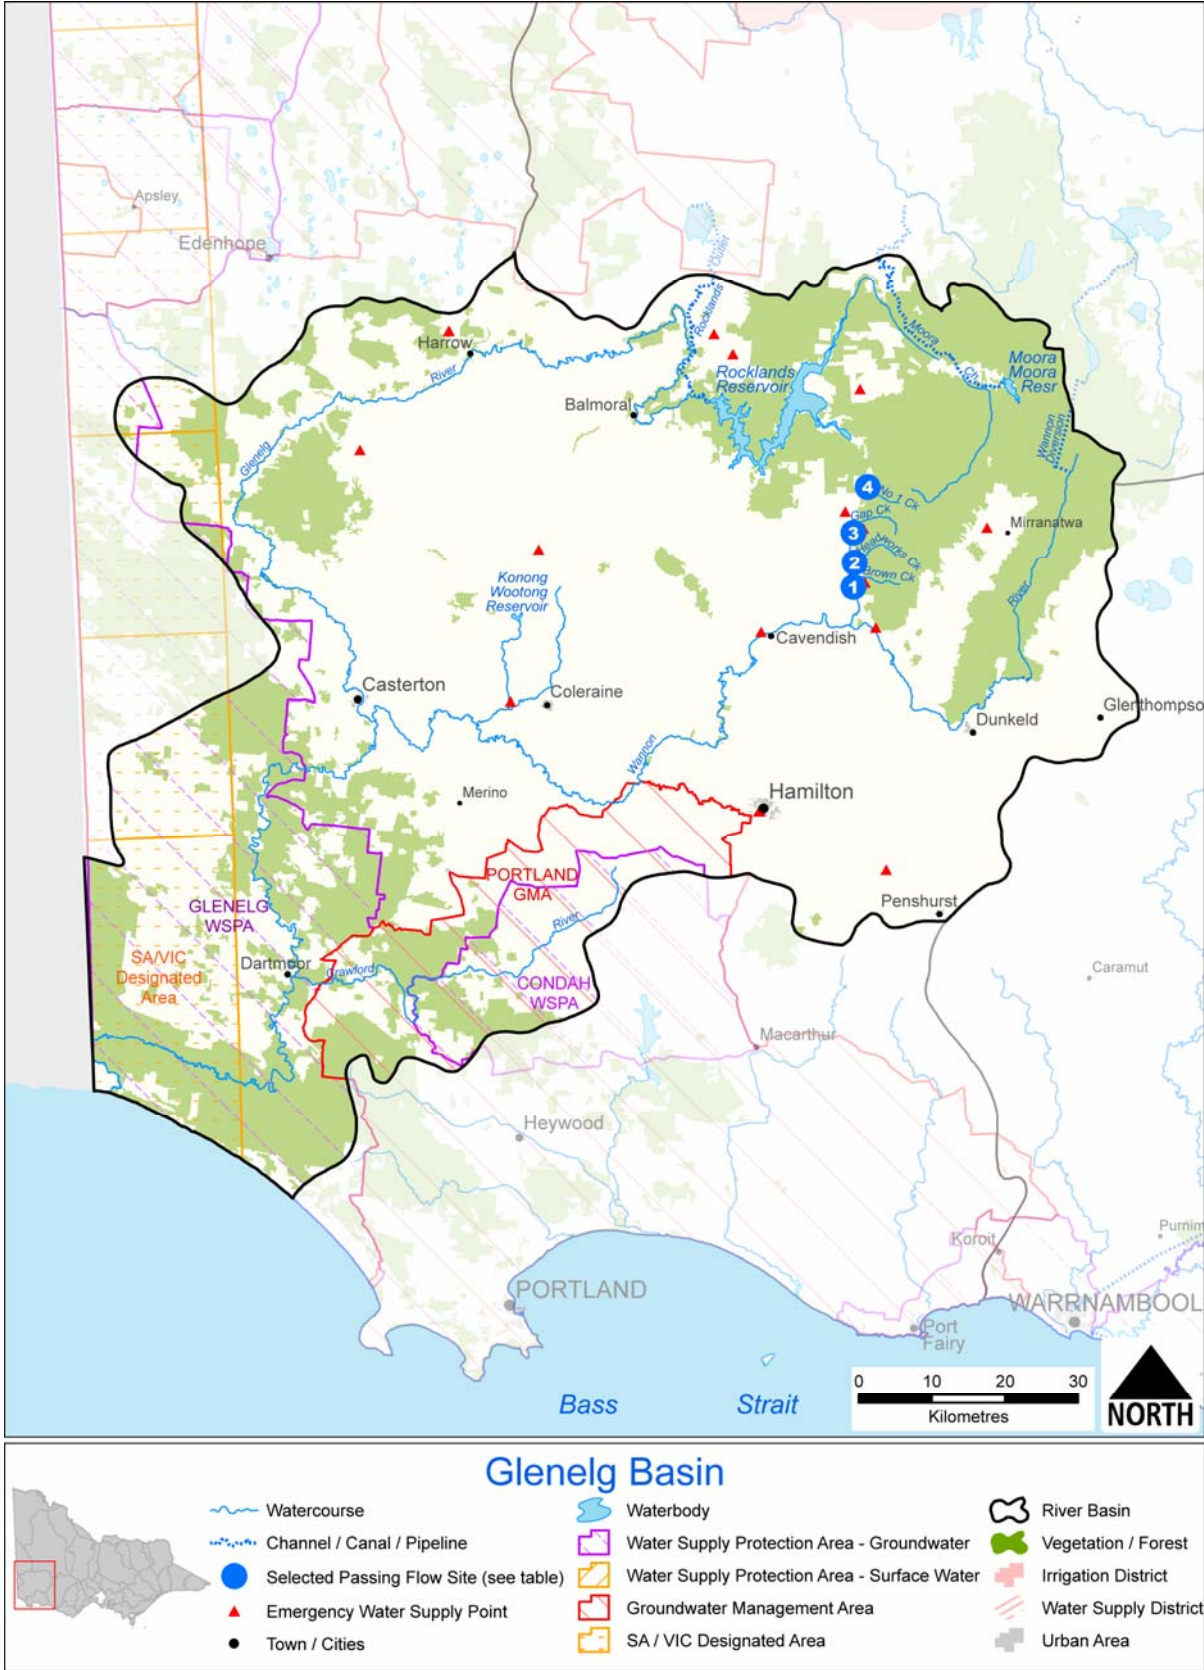 Apsley
Edenhope
Rocklands
Outlet
Harrow
River
Moora
Ch
Moora
Moora
Resr
Rocklands
Reservoir
Balmoral
Wannon
Diversion
Glenelg
4
No 1 Ck
Gap Ck
Mirranatwa
3
Headworks Ck
2
Brown Ck
1
Konong
Wootong
Reservoir
River
Cavendish
Casterton
Coleraine
Glenthompso
Dunkeld
Wannon
Merino
Hamilton
PORTLAND
GMA
GLENELG
WSPA
River
Penshurst
SA/VIC
Designated
Area
Dartmoor
Crawford
CONDAH
WSPA
Caramut
Macarthur
Heywood
Koroit
Purnim
PORTLAND
WARRNAMBOOL
Port
Fairy
Bass Strait
0 10 20 30
Kilometres
NORTH
Glenelg Basin
Watercourse
Channel / Canal / Pipeline
Selected Passing Flow Site (see table)
Emergency Water Supply Point
Town / Cities
Waterbody
Water Supply Protection Area - Groundwater
Water Supply Protection Area - Surface Water
Groundwater Management Area
SA / VIC Designated Area
River Basin
Vegetation / Forest
Irrigation District
Water Supply District
Urban Area